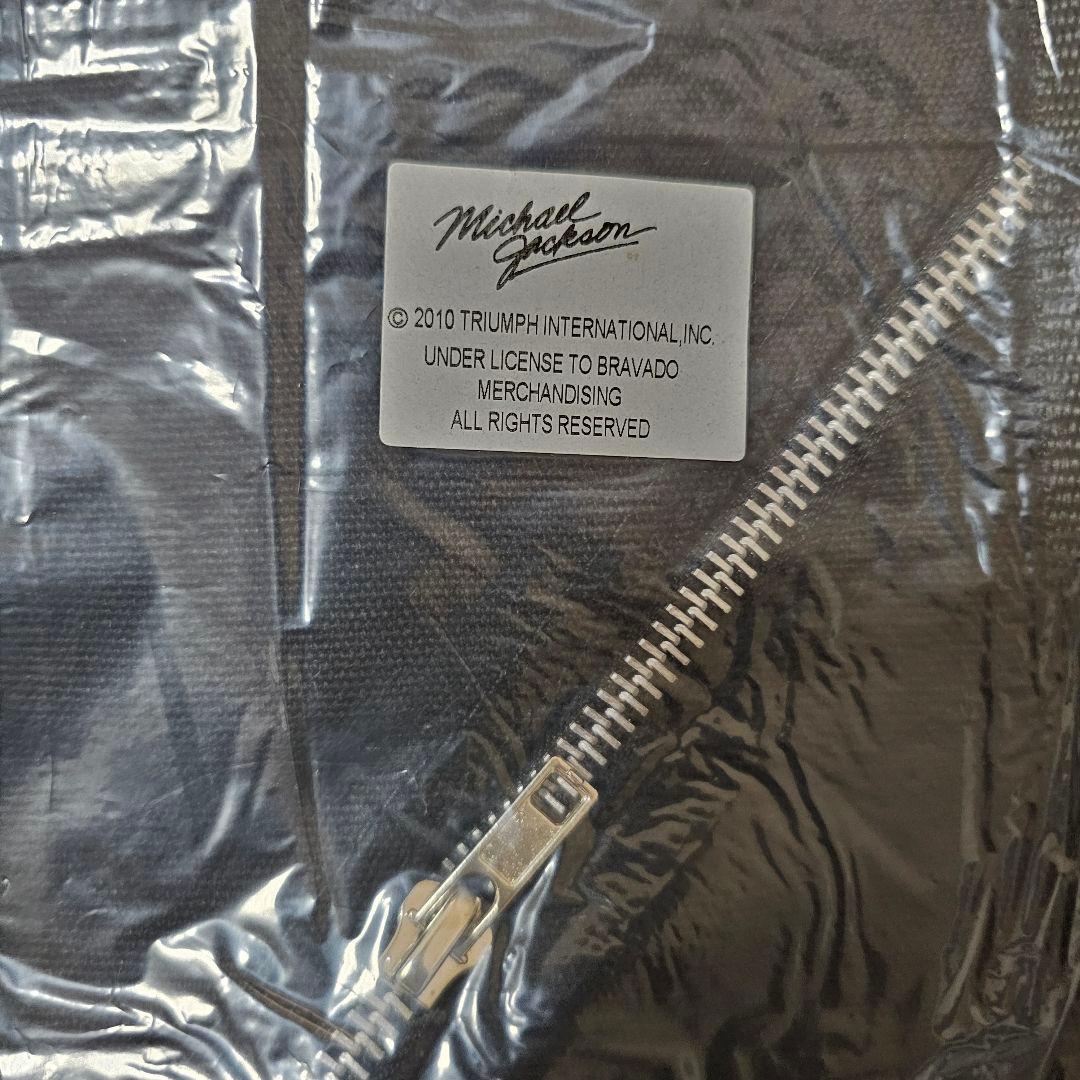 Michael
Jackson
© 2010 TRIUMPH INTERNATIONAL,INC.
UNDER LICENSE TO BRAVADO
MERCHANDISING
ALL RIGHTS RESERVED